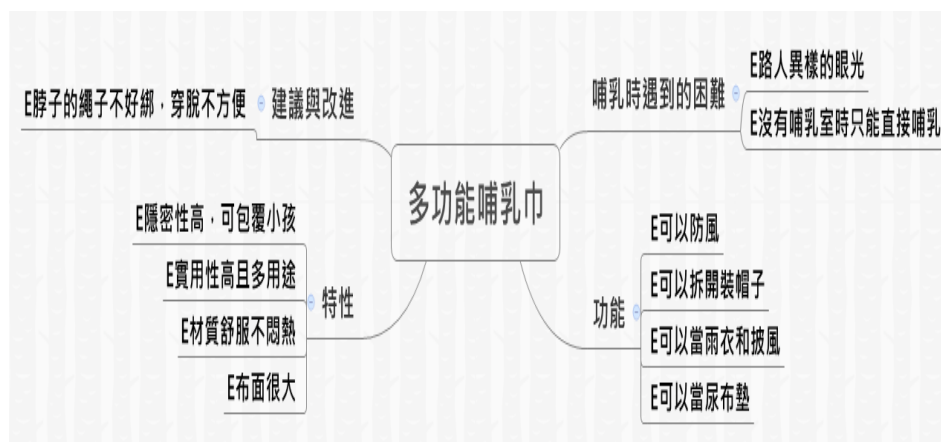 多功能哺乳巾
哺乳時遇到的困難
E路人異樣的眼光
E沒有哺乳室時只能直接哺乳
功能
E可以防風
E可以拆開裝帽子
E可以當雨衣和披風
E可以當尿布墊
建議與改進
E脖子的繩子不好綁，穿脫不方便
特性
E隱密性高，可包覆小孩
E實用性高且多用途
E材質舒服不悶熱
E布面很大